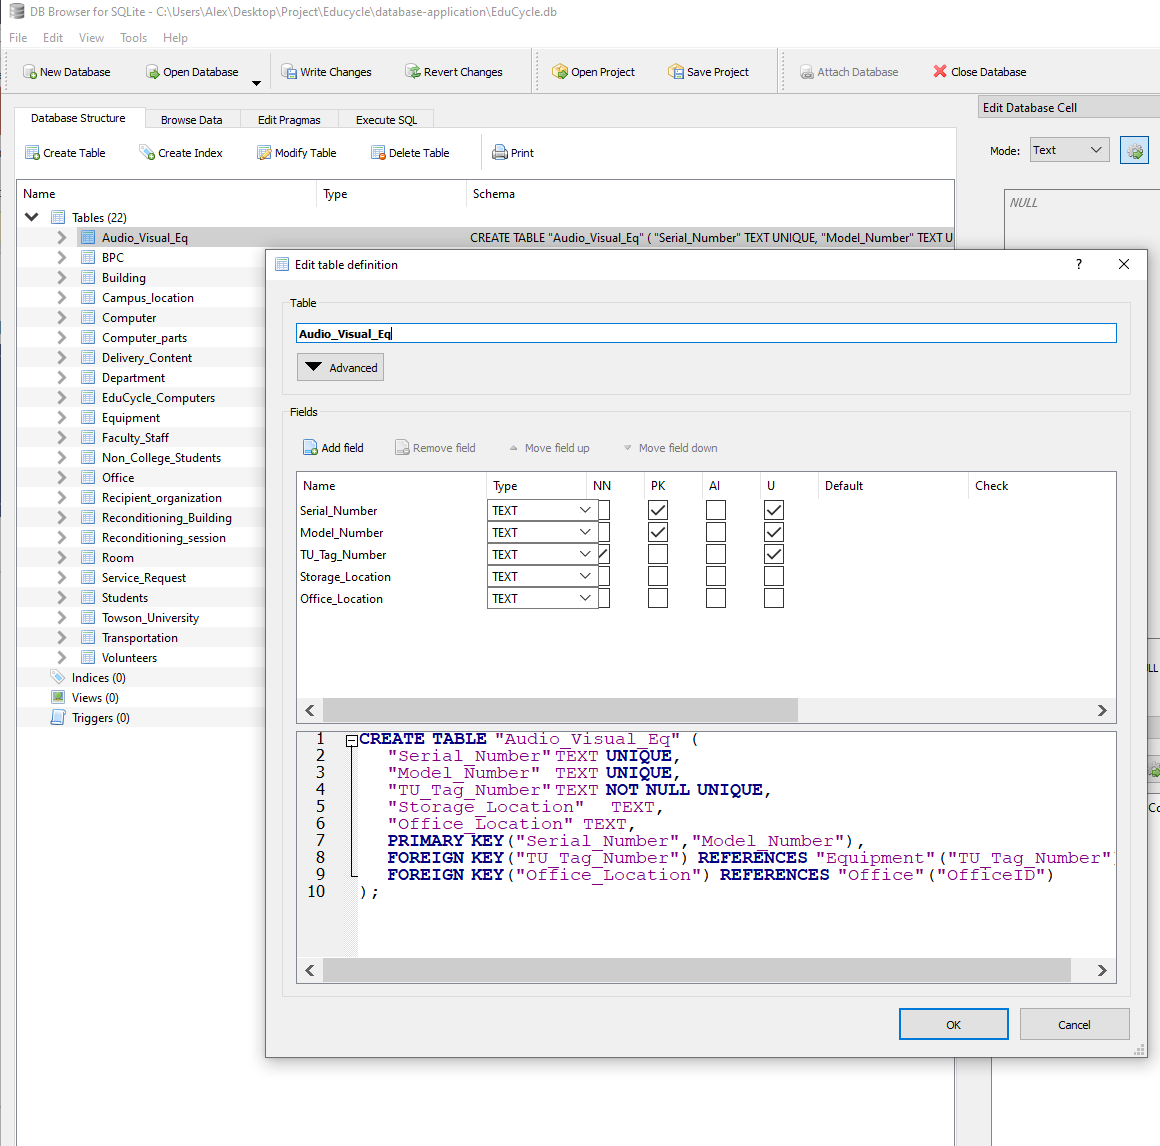 DB Browser for SQLite - C:\Users\Alex\Desktop\Project\Educycle\database-application\EduCycle.db
File Edit View Tools Help
New Database Open Database Write Changes Revert Changes Open Project Save Project Attach Database Close Database
Database Structure Browse Data Edit Pragmas Execute SQL
Edit Database Cell
Create Table Create Index Modify Table Delete Table Print
Mode: Text
Name Type Schema
NULL
Tables (22)
Audio_Visual_Eq CREATE TABLE "Audio_Visual_Eq" ( "Serial_Number" TEXT UNIQUE, "Model_Number" TEXT U
BPC
Building
Campus_location
Computer
Computer_parts
Delivery_Content
Department
EduCycle_Computers
Equipment
Faculty_Staff
Non_College_Students
Office
Recipient_organization
Reconditioning_Building
Reconditioning_session
Room
Service_Request
Students
Towson_University
Transportation
Volunteers
Indices (0)
Views (0)
Triggers (0)
Edit table definition ?
Table
Audio_Visual_Eq
Advanced
Fields
Add field Remove field Move field up Move field down
Name Type NN PK AI U Default Check
Serial_Number TEXT
Model_Number TEXT
TU_Tag_Number TEXT
Storage_Location TEXT
Office_Location TEXT
1 CREATE TABLE "Audio_Visual_Eq" (
2 "Serial_Number" TEXT UNIQUE,
3 "Model_Number" TEXT UNIQUE,
4 "TU_Tag_Number" TEXT NOT NULL UNIQUE,
5 "Storage_Location" TEXT,
6 "Office_Location" TEXT,
7 PRIMARY KEY("Serial_Number","Model_Number"),
8 FOREIGN KEY("TU_Tag_Number") REFERENCES "Equipment"("TU_Tag_Number"
9 FOREIGN KEY("Office_Location") REFERENCES "Office"("OfficeID")
10 );
OK Cancel